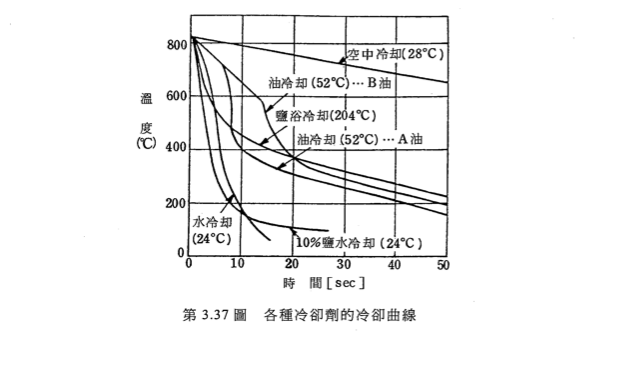 800
600
400
200
0
溫
度
(℃)
空中冷却(28℃)
油冷却(52℃)…B油
鹽浴冷却(204℃)
油冷却(52℃)…A油
水冷却
(24℃)
10%鹽水冷却(24℃)
0 10 20 30 40 50
時 間[sec]
第 3.37 圖 各種冷卻劑的冷卻曲線